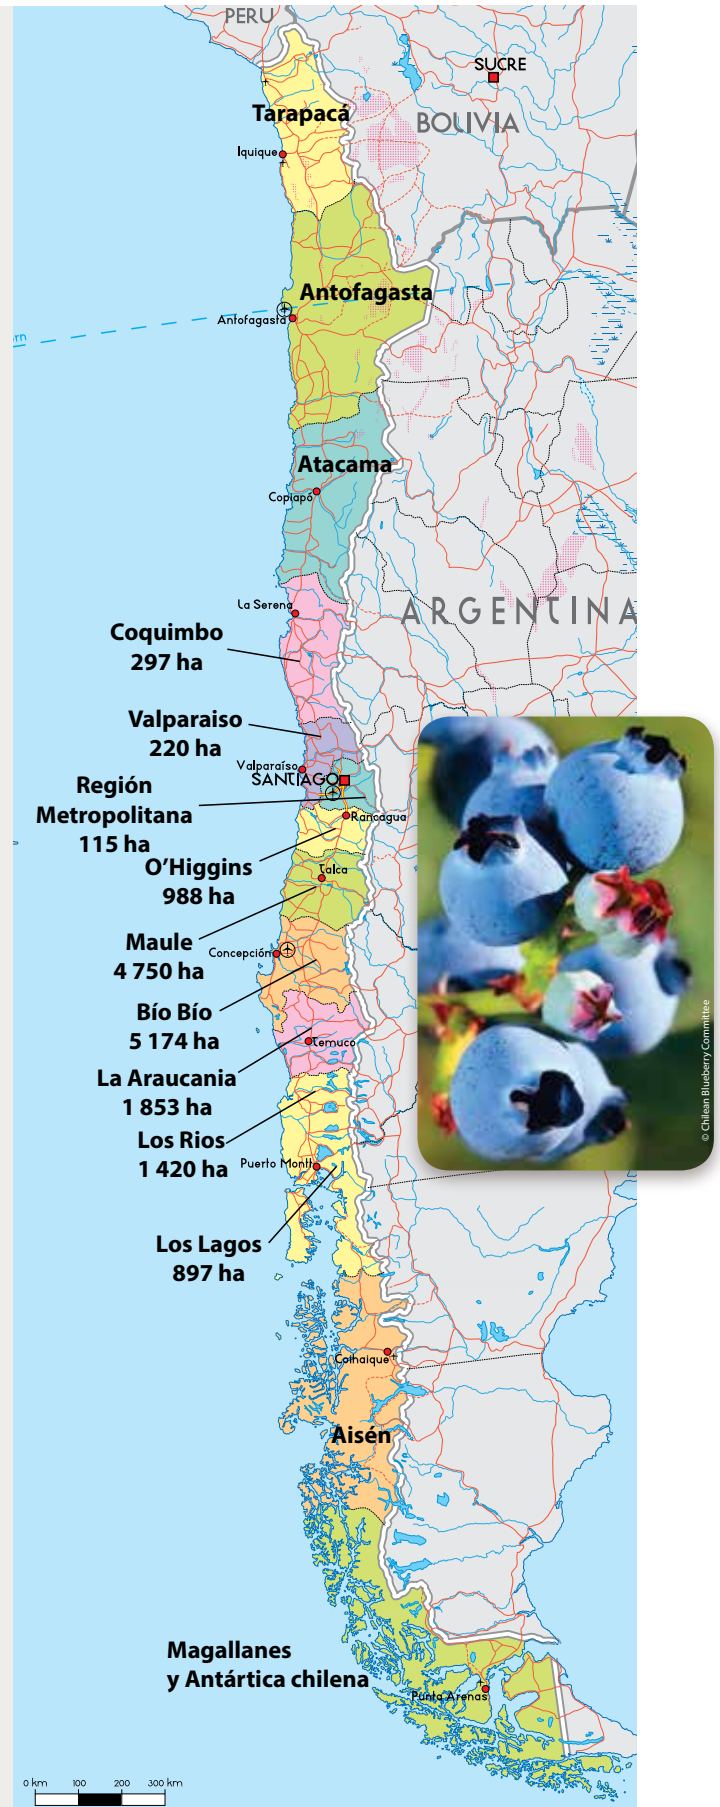 PERU
SUCRE
BOLIVIA
Tarapacá
Iquique
Antofagasta
Antofagasta
Atacama
Copiapó
La Serena
ARGENTINA
Coquimbo
297 ha
Valparaiso
220 ha
Valparaíso
SANTIAGO
Región
Metropolitana
115 ha
Rancagua
O'Higgins
988 ha
Talca
Maule
4 750 ha
Concepción
Bío Bío
5 174 ha
Temuco
La Araucania
1 853 ha
Los Rios
1 420 ha
Puerto Montt
Los Lagos
897 ha
© Chilean Blueberry Committee
Coihaique
Aisén
Magallanes
y Antártica chilena
Punta Arenas
0 km 100 200 300 km